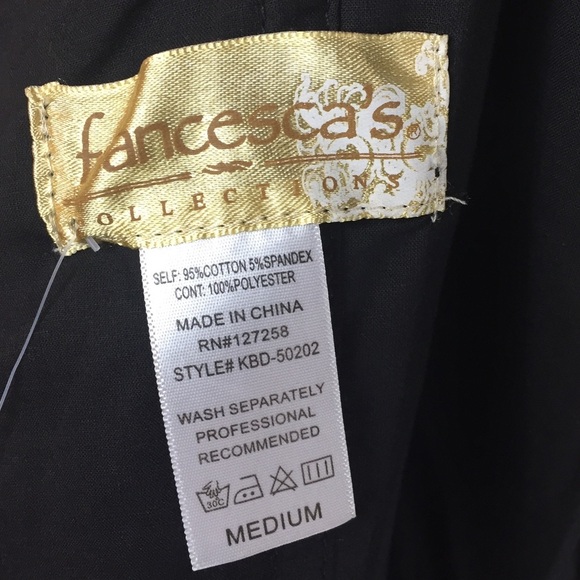 fancesca's®
COLLECTIONS
SELF: 95%COTTON 5%SPANDEX
CONT: 100%POLYESTER
MADE IN CHINA
RN#127258
STYLE# KBD-50202
WASH SEPARATELY
PROFESSIONAL
RECOMMENDED
30C
MEDIUM